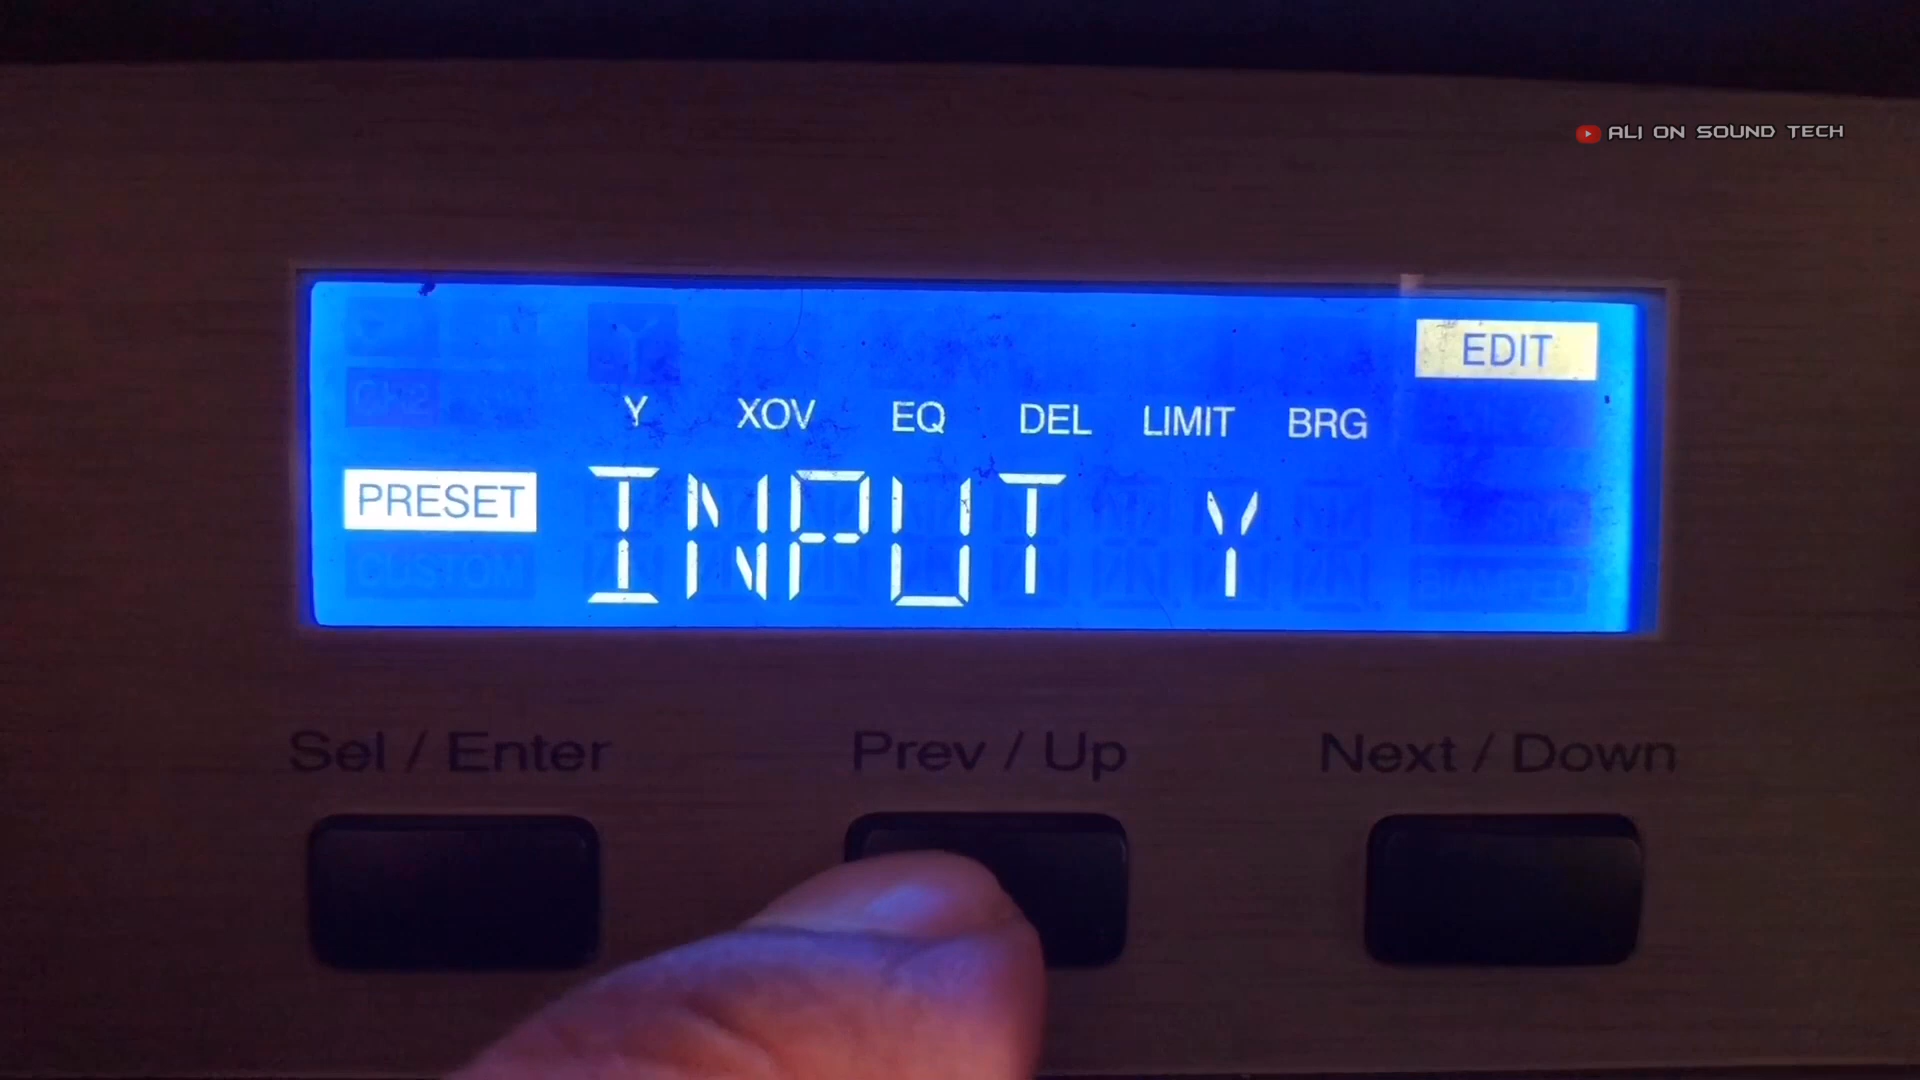 ALI ON SOUND TECH
EDIT
Y XOV EQ DEL LIMIT BRG
PRESET INPUT Y
CUSTOM
Sel / Enter Prev / Up Next / Down